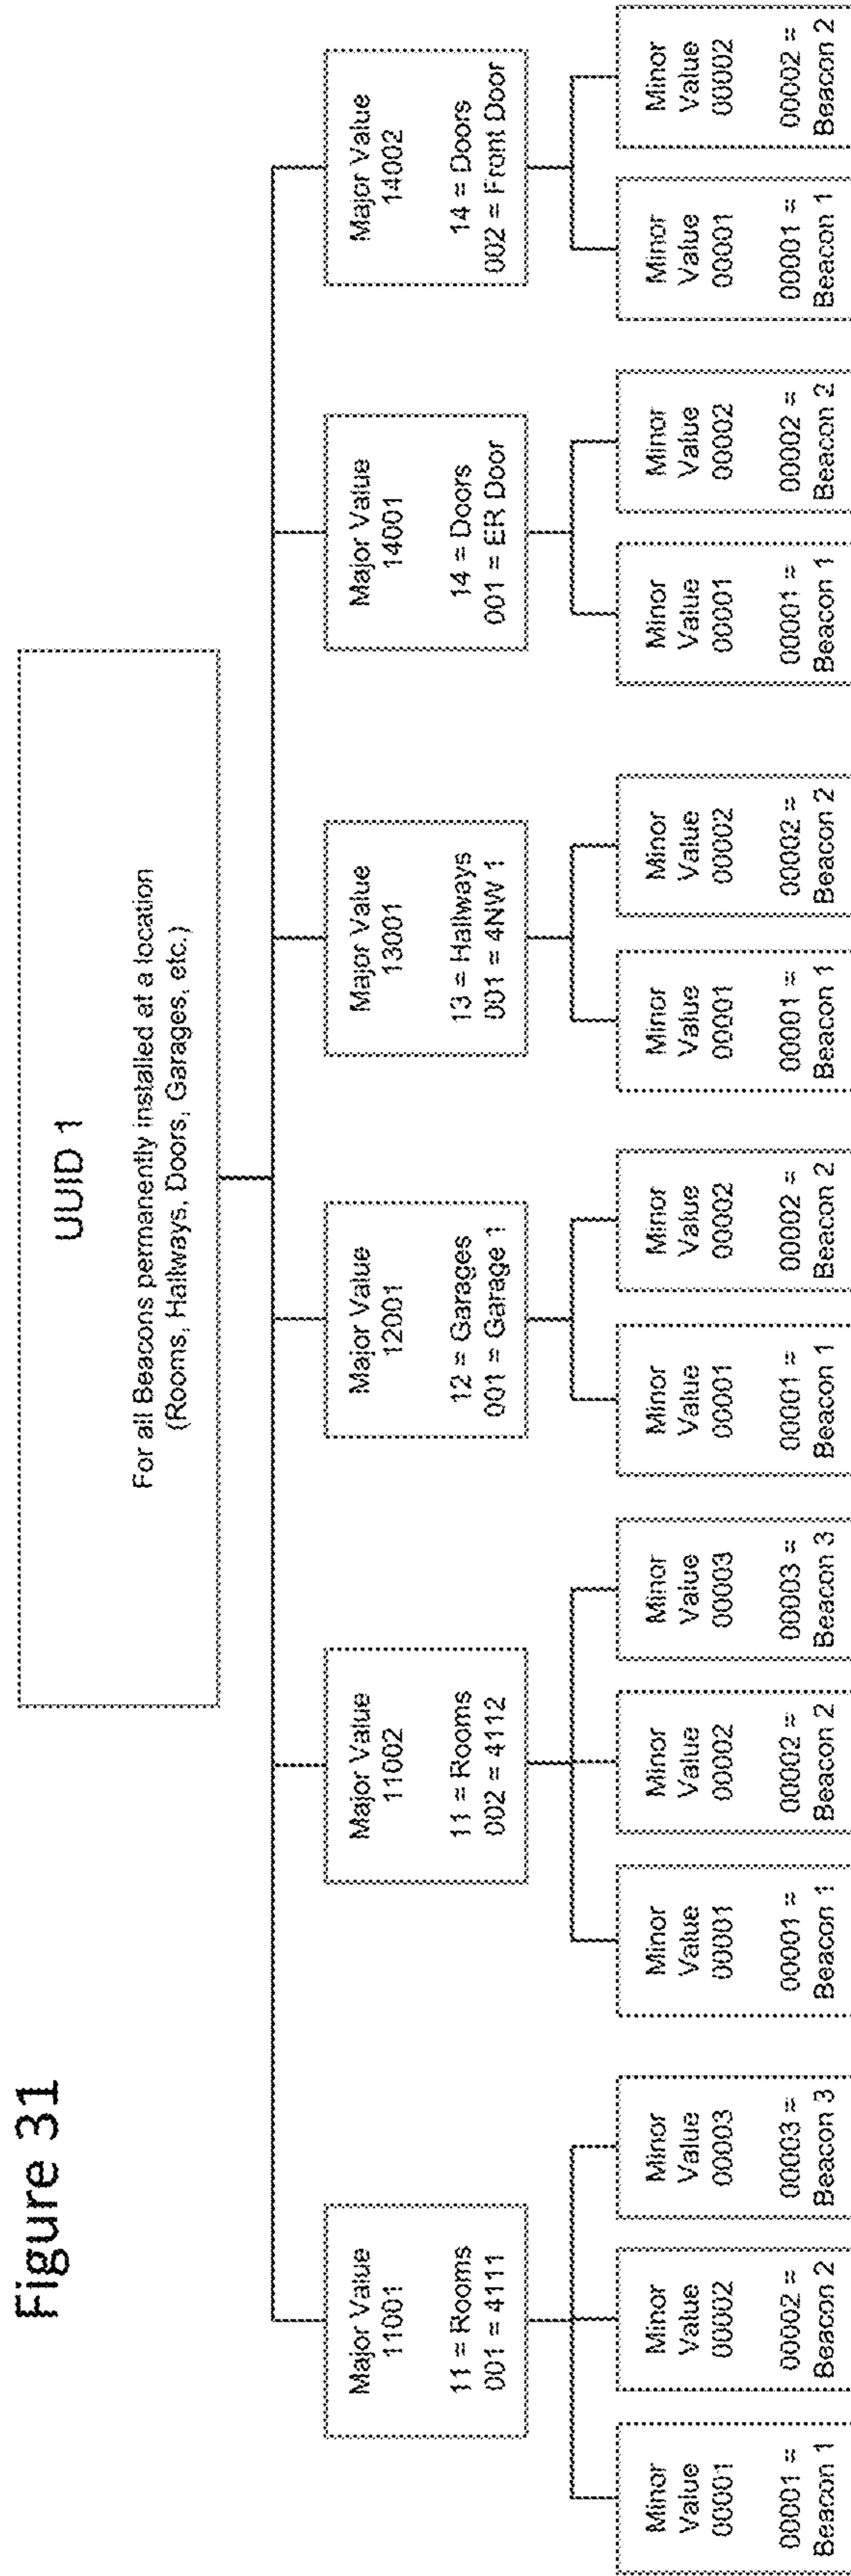 Figure 31
UUID 1
For all Beacons permanently installed at a location
(Rooms, Hallways, Doors, Garages, etc.)
Major Value
11001
11 = Rooms
001 = 4111
Major Value
11002
11 = Rooms
002 = 4112
Major Value
12001
12 = Garages
001 = Garage 1
Major Value
13001
13 = Hallways
001 = 4NW 1
Major Value
14001
14 = Doors
001 = ER Door
Major Value
14002
14 = Doors
002 = Front Door
Minor
Value
00001
00001 =
Beacon 1
Minor
Value
00002
00002 =
Beacon 2
Minor
Value
00003
00003 =
Beacon 3
Minor
Value
00001
00001 =
Beacon 1
Minor
Value
00002
00002 =
Beacon 2
Minor
Value
00003
00003 =
Beacon 3
Minor
Value
00001
00001 =
Beacon 1
Minor
Value
00002
00002 =
Beacon 2
Minor
Value
00001
00001 =
Beacon 1
Minor
Value
00002
00002 =
Beacon 2
Minor
Value
00001
00001 =
Beacon 1
Minor
Value
00002
00002 =
Beacon 2
Minor
Value
00001
00001 =
Beacon 1
Minor
Value
00002
00002 =
Beacon 2